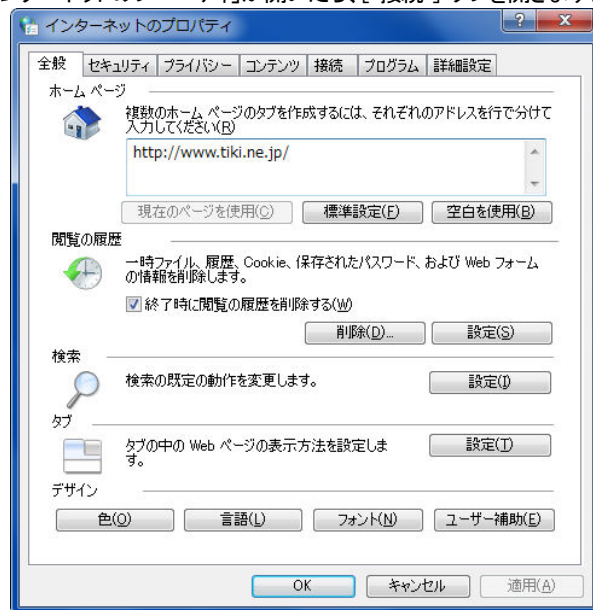 インターネットのプロパティ
全般 セキュリティ プライバシー コンテンツ 接続 プログラム 詳細設定
ホーム ページ
複数のホーム ページのタブを作成するには、それぞれのアドレスを行で分けて
入力してください(R)
http://www.tiki.ne.jp/
現在のページを使用(C) 標準設定(F) 空白を使用(B)
閲覧の履歴
一時ファイル、履歴、Cookie、保存されたパスワード、および Web フォーム
の情報を削除します。
終了時に閲覧の履歴を削除する(W)
削除(D)... 設定(S)
検索
検索の既定の動作を変更します。 設定(I)
タブ
タブの中の Web ページの表示方法を設定しま
す。
設定(T)
デザイン
色(O) 言語(L) フォント(N) ユーザー補助(E)
OK キャンセル 適用(A)